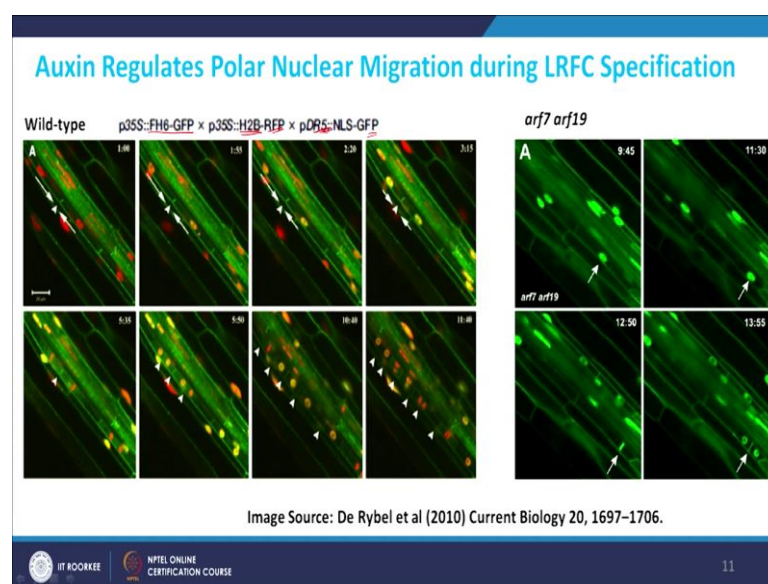 Auxin Regulates Polar Nuclear Migration during LRFC Specification
Wild-type
p35S::FH6-GFP × p35S::H2B-RFP × pDR5::NLS-GFP
arf7 arf19
A
1:00
1:55
2:20
3:15
5:35
5:50
10:40
11:40
A
9:45
11:30
arf7 arf19
12:50
13:55
Image Source: De Rybel et al (2010) Current Biology 20, 1697–1706.
IIT ROORKEE
NPTEL ONLINE
CERTIFICATION COURSE
11